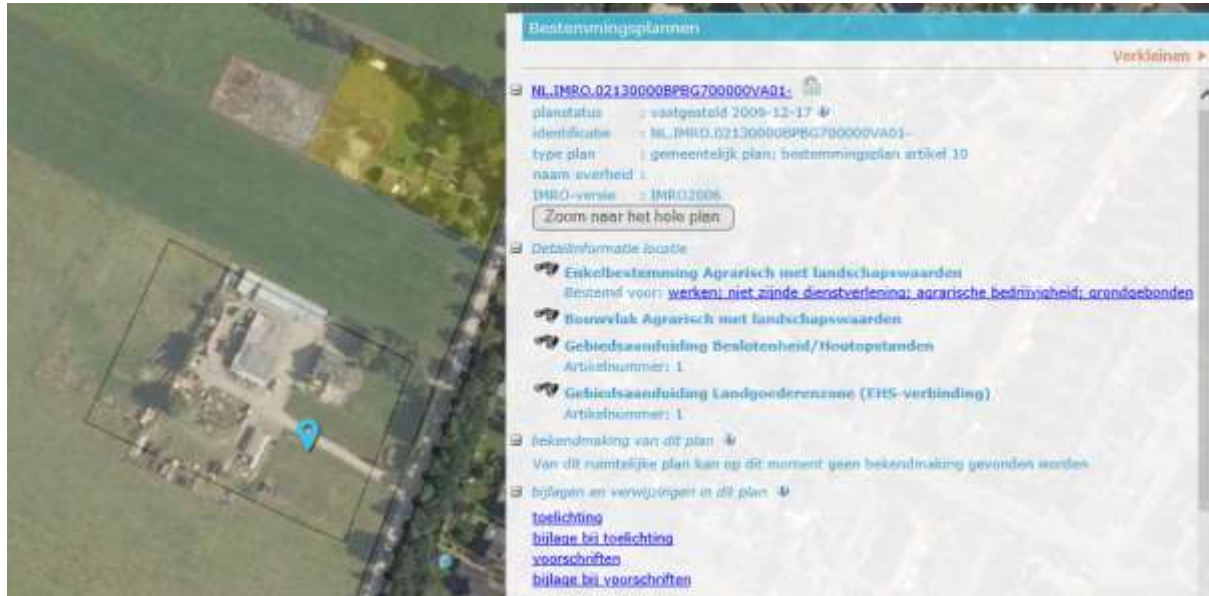 Bestemmingsplannen
Verkleinen
NL.IMRO.02130000BPBG700000VA01-
planstatus : vastgesteld 2009-12-17
identificatie : NL.IMRO.02130000BPBG700000VA01-
type plan : gemeentelijk plan; bestemmingsplan artikel 10
naam overheid :
IMRO-versie : IMRO2006
Zoom naar het hele plan
Detailinformatie locatie
Enkelbestemming Agrarisch met landschapswaarden
Bestemd voor: werken; niet zijnde dienstverlening; agrarische bedrijvigheid; grondgebonden
Bouwvlak Agrarisch met landschapswaarden
Gebiedsaanduiding Beslotenheid/Houtopstanden
Artikelnummer: 1
Gebiedsaanduiding Landgoederenzone (EHS-verbinding)
Artikelnummer: 1
bekendmaking van dit plan
Van dit ruimtelijke plan kan op dit moment geen bekendmaking gevonden worden
bijlagen en verwijzingen in dit plan
toelichting
bijlage bij toelichting
voorschriften
bijlage bij voorschriften